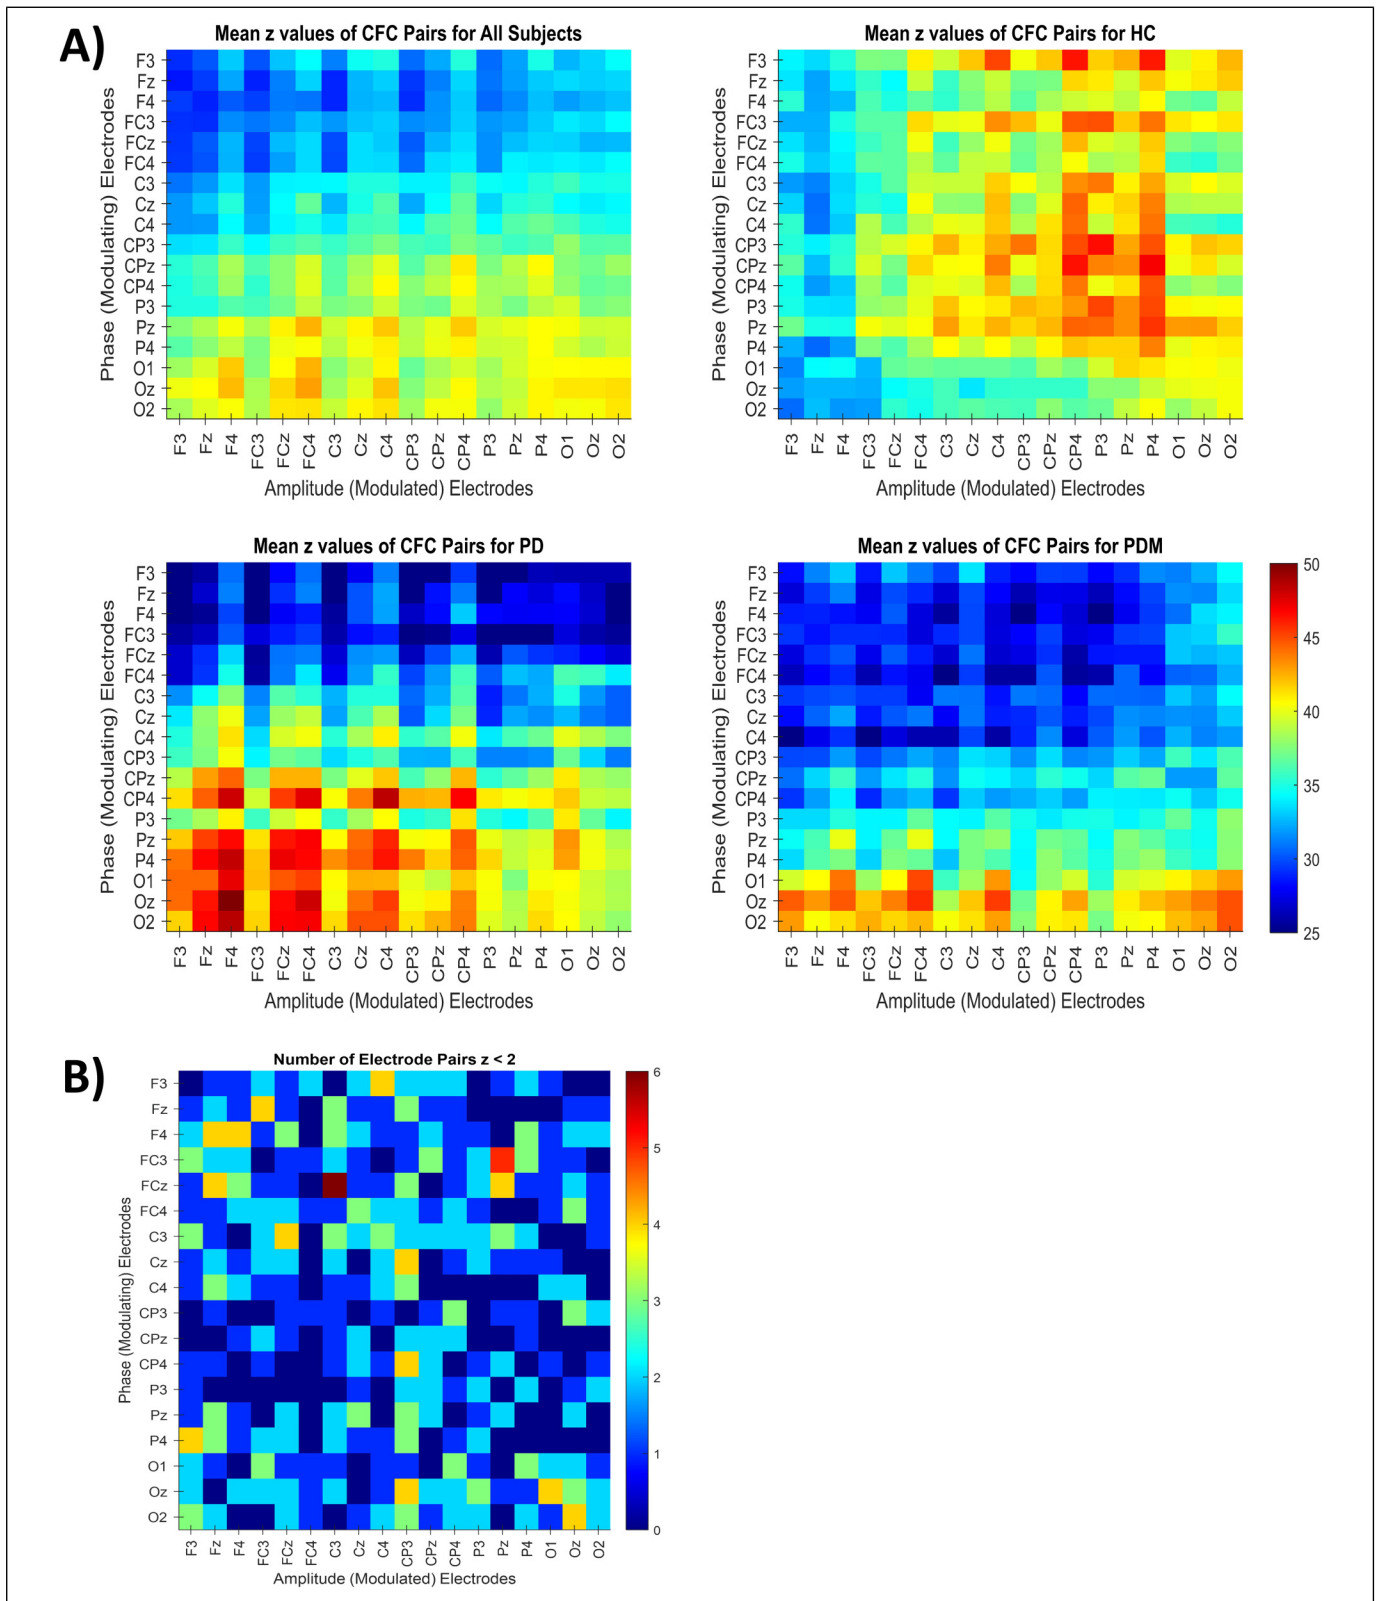 A)
Mean z values of CFC Pairs for All Subjects
Phase (Modulating) Electrodes
F3
Fz
F4
FC3
FCz
FC4
C3
Cz
C4
CP3
CPz
CP4
P3
Pz
P4
O1
Oz
O2
F3 Fz F4 FC3 FCz FC4 C3 Cz C4 CP3 CPz CP4 P3 Pz P4 O1 Oz O2
Amplitude (Modulated) Electrodes
Mean z values of CFC Pairs for HC
Phase (Modulating) Electrodes
F3
Fz
F4
FC3
FCz
FC4
C3
Cz
C4
CP3
CPz
CP4
P3
Pz
P4
O1
Oz
O2
F3 Fz F4 FC3 FCz FC4 C3 Cz C4 CP3 CPz CP4 P3 Pz P4 O1 Oz O2
Amplitude (Modulated) Electrodes
Mean z values of CFC Pairs for PD
Phase (Modulating) Electrodes
F3
Fz
F4
FC3
FCz
FC4
C3
Cz
C4
CP3
CPz
CP4
P3
Pz
P4
O1
Oz
O2
F3 Fz F4 FC3 FCz FC4 C3 Cz C4 CP3 CPz CP4 P3 Pz P4 O1 Oz O2
Amplitude (Modulated) Electrodes
Mean z values of CFC Pairs for PDM
Phase (Modulating) Electrodes
F3
Fz
F4
FC3
FCz
FC4
C3
Cz
C4
CP3
CPz
CP4
P3
Pz
P4
O1
Oz
O2
F3 Fz F4 FC3 FCz FC4 C3 Cz C4 CP3 CPz CP4 P3 Pz P4 O1 Oz O2
Amplitude (Modulated) Electrodes
50
45
40
35
30
25
B)
Number of Electrode Pairs z < 2
Phase (Modulating) Electrodes
F3
Fz
F4
FC3
FCz
FC4
C3
Cz
C4
CP3
CPz
CP4
P3
Pz
P4
O1
Oz
O2
F3 Fz F4 FC3 FCz FC4 C3 Cz C4 CP3 CPz CP4 P3 Pz P4 O1 Oz O2
Amplitude (Modulated) Electrodes
6
5
4
3
2
1
0